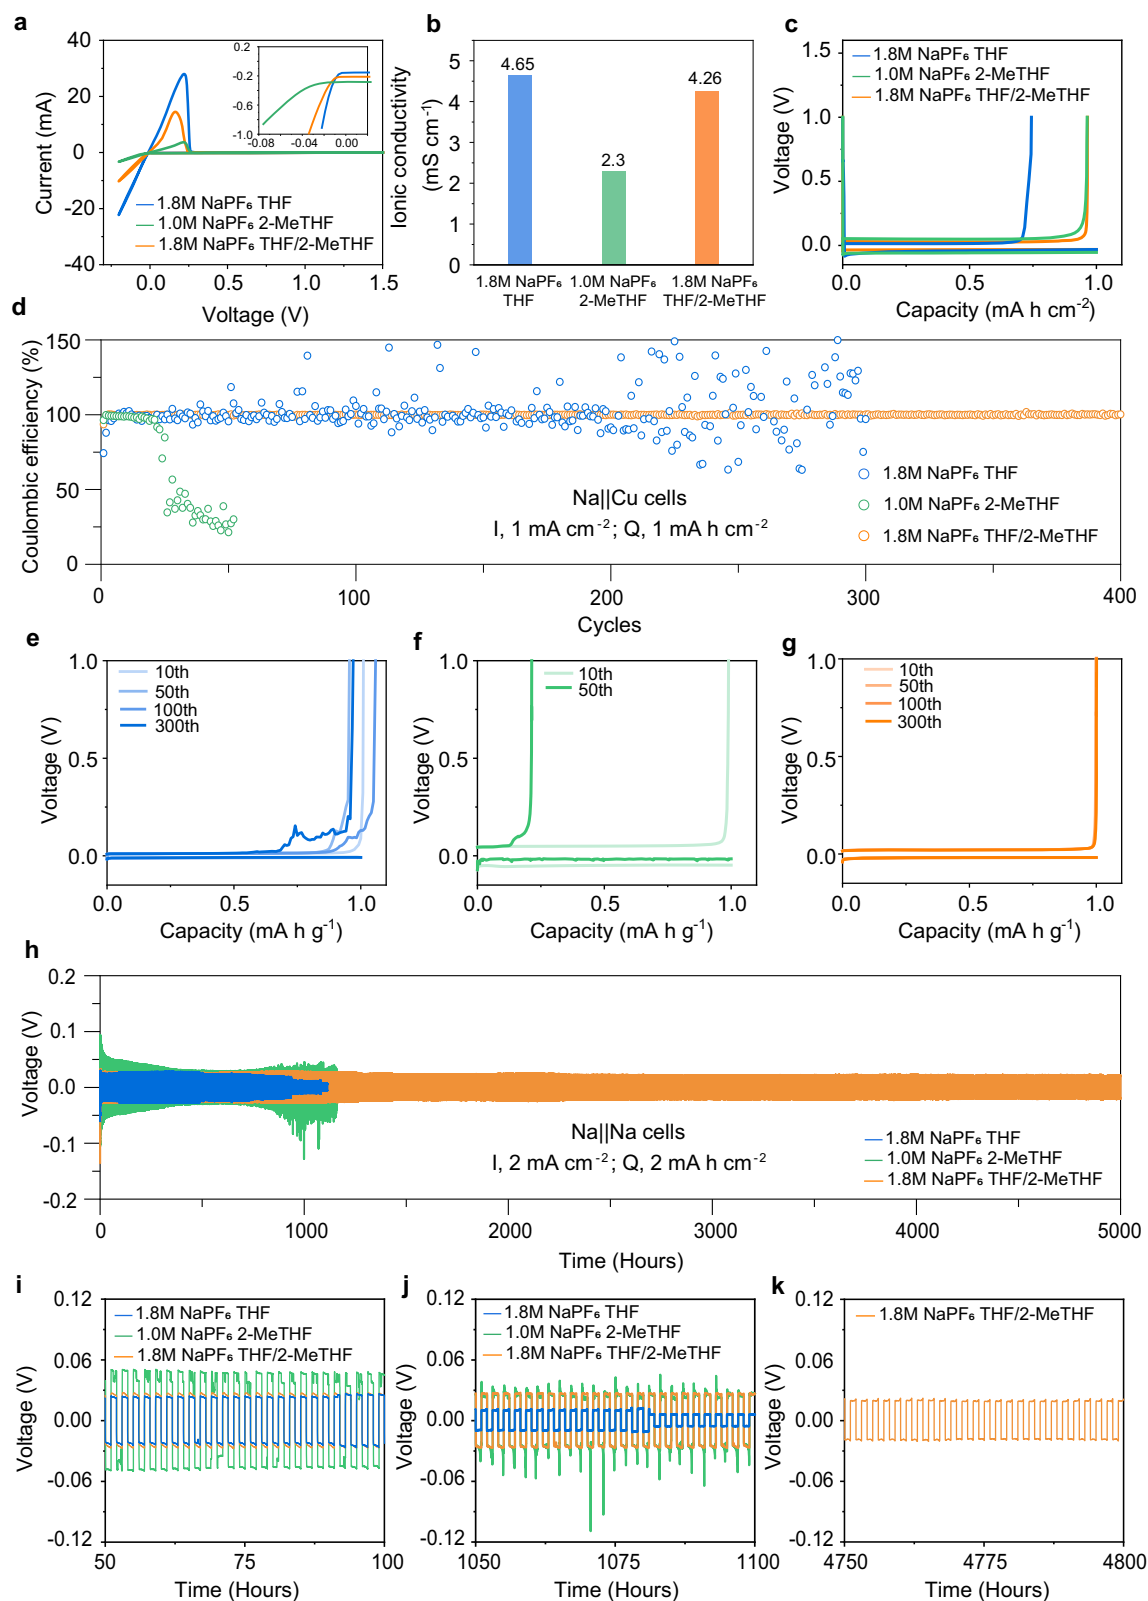 a
40
20
0
-20
-40
Current (mA)
0.0
0.5
1.0
1.5
Voltage (V)
0.2
-0.2
-0.6
-1.0
-0.08
-0.04
0.00
1.8M NaPF₆ THF
1.0M NaPF₆ 2-MeTHF
1.8M NaPF₆ THF/2-MeTHF
b
Ionic conductivity
(mS cm⁻¹)
5
4
3
2
1
0
4.65
2.3
4.26
1.8M NaPF₆
THF
1.0M NaPF₆
2-MeTHF
1.8M NaPF₆
THF/2-MeTHF
c
1.5
1.0
0.5
0.0
Voltage (V)
1.8M NaPF₆ THF
1.0M NaPF₆ 2-MeTHF
1.8M NaPF₆ THF/2-MeTHF
0.0
0.5
1.0
Capacity (mA h cm⁻²)
d
150
100
50
0
Coulombic efficiency (%)
Na||Cu cells
I, 1 mA cm⁻²; Q, 1 mA h cm⁻²
1.8M NaPF₆ THF
1.0M NaPF₆ 2-MeTHF
1.8M NaPF₆ THF/2-MeTHF
0
100
200
300
400
Cycles
e
1.0
0.5
0.0
Voltage (V)
10th
50th
100th
300th
0.0
0.5
1.0
Capacity (mA h g⁻¹)
f
1.0
0.5
0.0
Voltage (V)
10th
50th
0.0
0.5
1.0
Capacity (mA h g⁻¹)
g
1.0
0.5
0.0
Voltage (V)
10th
50th
100th
300th
0.0
0.5
1.0
Capacity (mA h g⁻¹)
h
0.2
0.1
0.0
-0.1
-0.2
Voltage (V)
Na||Na cells
I, 2 mA cm⁻²; Q, 2 mA h cm⁻²
1.8M NaPF₆ THF
1.0M NaPF₆ 2-MeTHF
1.8M NaPF₆ THF/2-MeTHF
0
1000
2000
3000
4000
5000
Time (Hours)
i
0.12
0.06
0.00
-0.06
-0.12
Voltage (V)
1.8M NaPF₆ THF
1.0M NaPF₆ 2-MeTHF
1.8M NaPF₆ THF/2-MeTHF
50
75
100
Time (Hours)
j
0.12
0.06
0.00
-0.06
-0.12
Voltage (V)
1.8M NaPF₆ THF
1.0M NaPF₆ 2-MeTHF
1.8M NaPF₆ THF/2-MeTHF
1050
1075
1100
Time (Hours)
k
0.12
0.06
0.00
-0.06
-0.12
Voltage (V)
1.8M NaPF₆ THF/2-MeTHF
4750
4775
4800
Time (Hours)